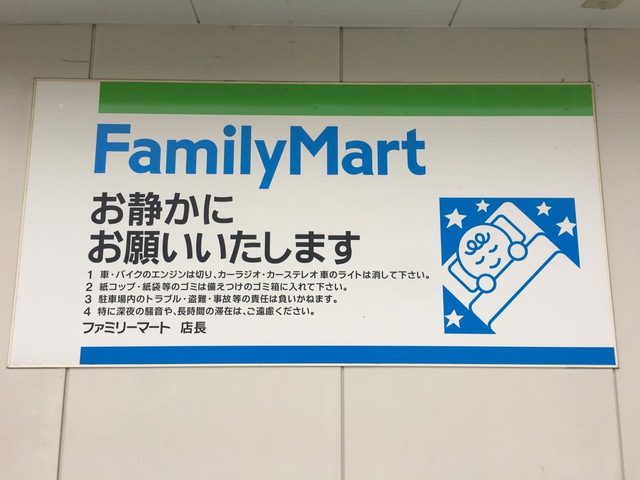 FamilyMart
お静かに
お願いいたします
1 車・バイクのエンジンは切り、カーラジオ・カーステレオ車のライトは消して下さい。
2 紙コップ・紙袋等のゴミは備えつけのゴミ箱に入れて下さい。
3 駐車場内のトラブル・盗難・事故等の責任は負いかねます。
4 特に深夜の騒音や、長時間の滞在は、ご遠慮ください。
ファミリーマート 店長